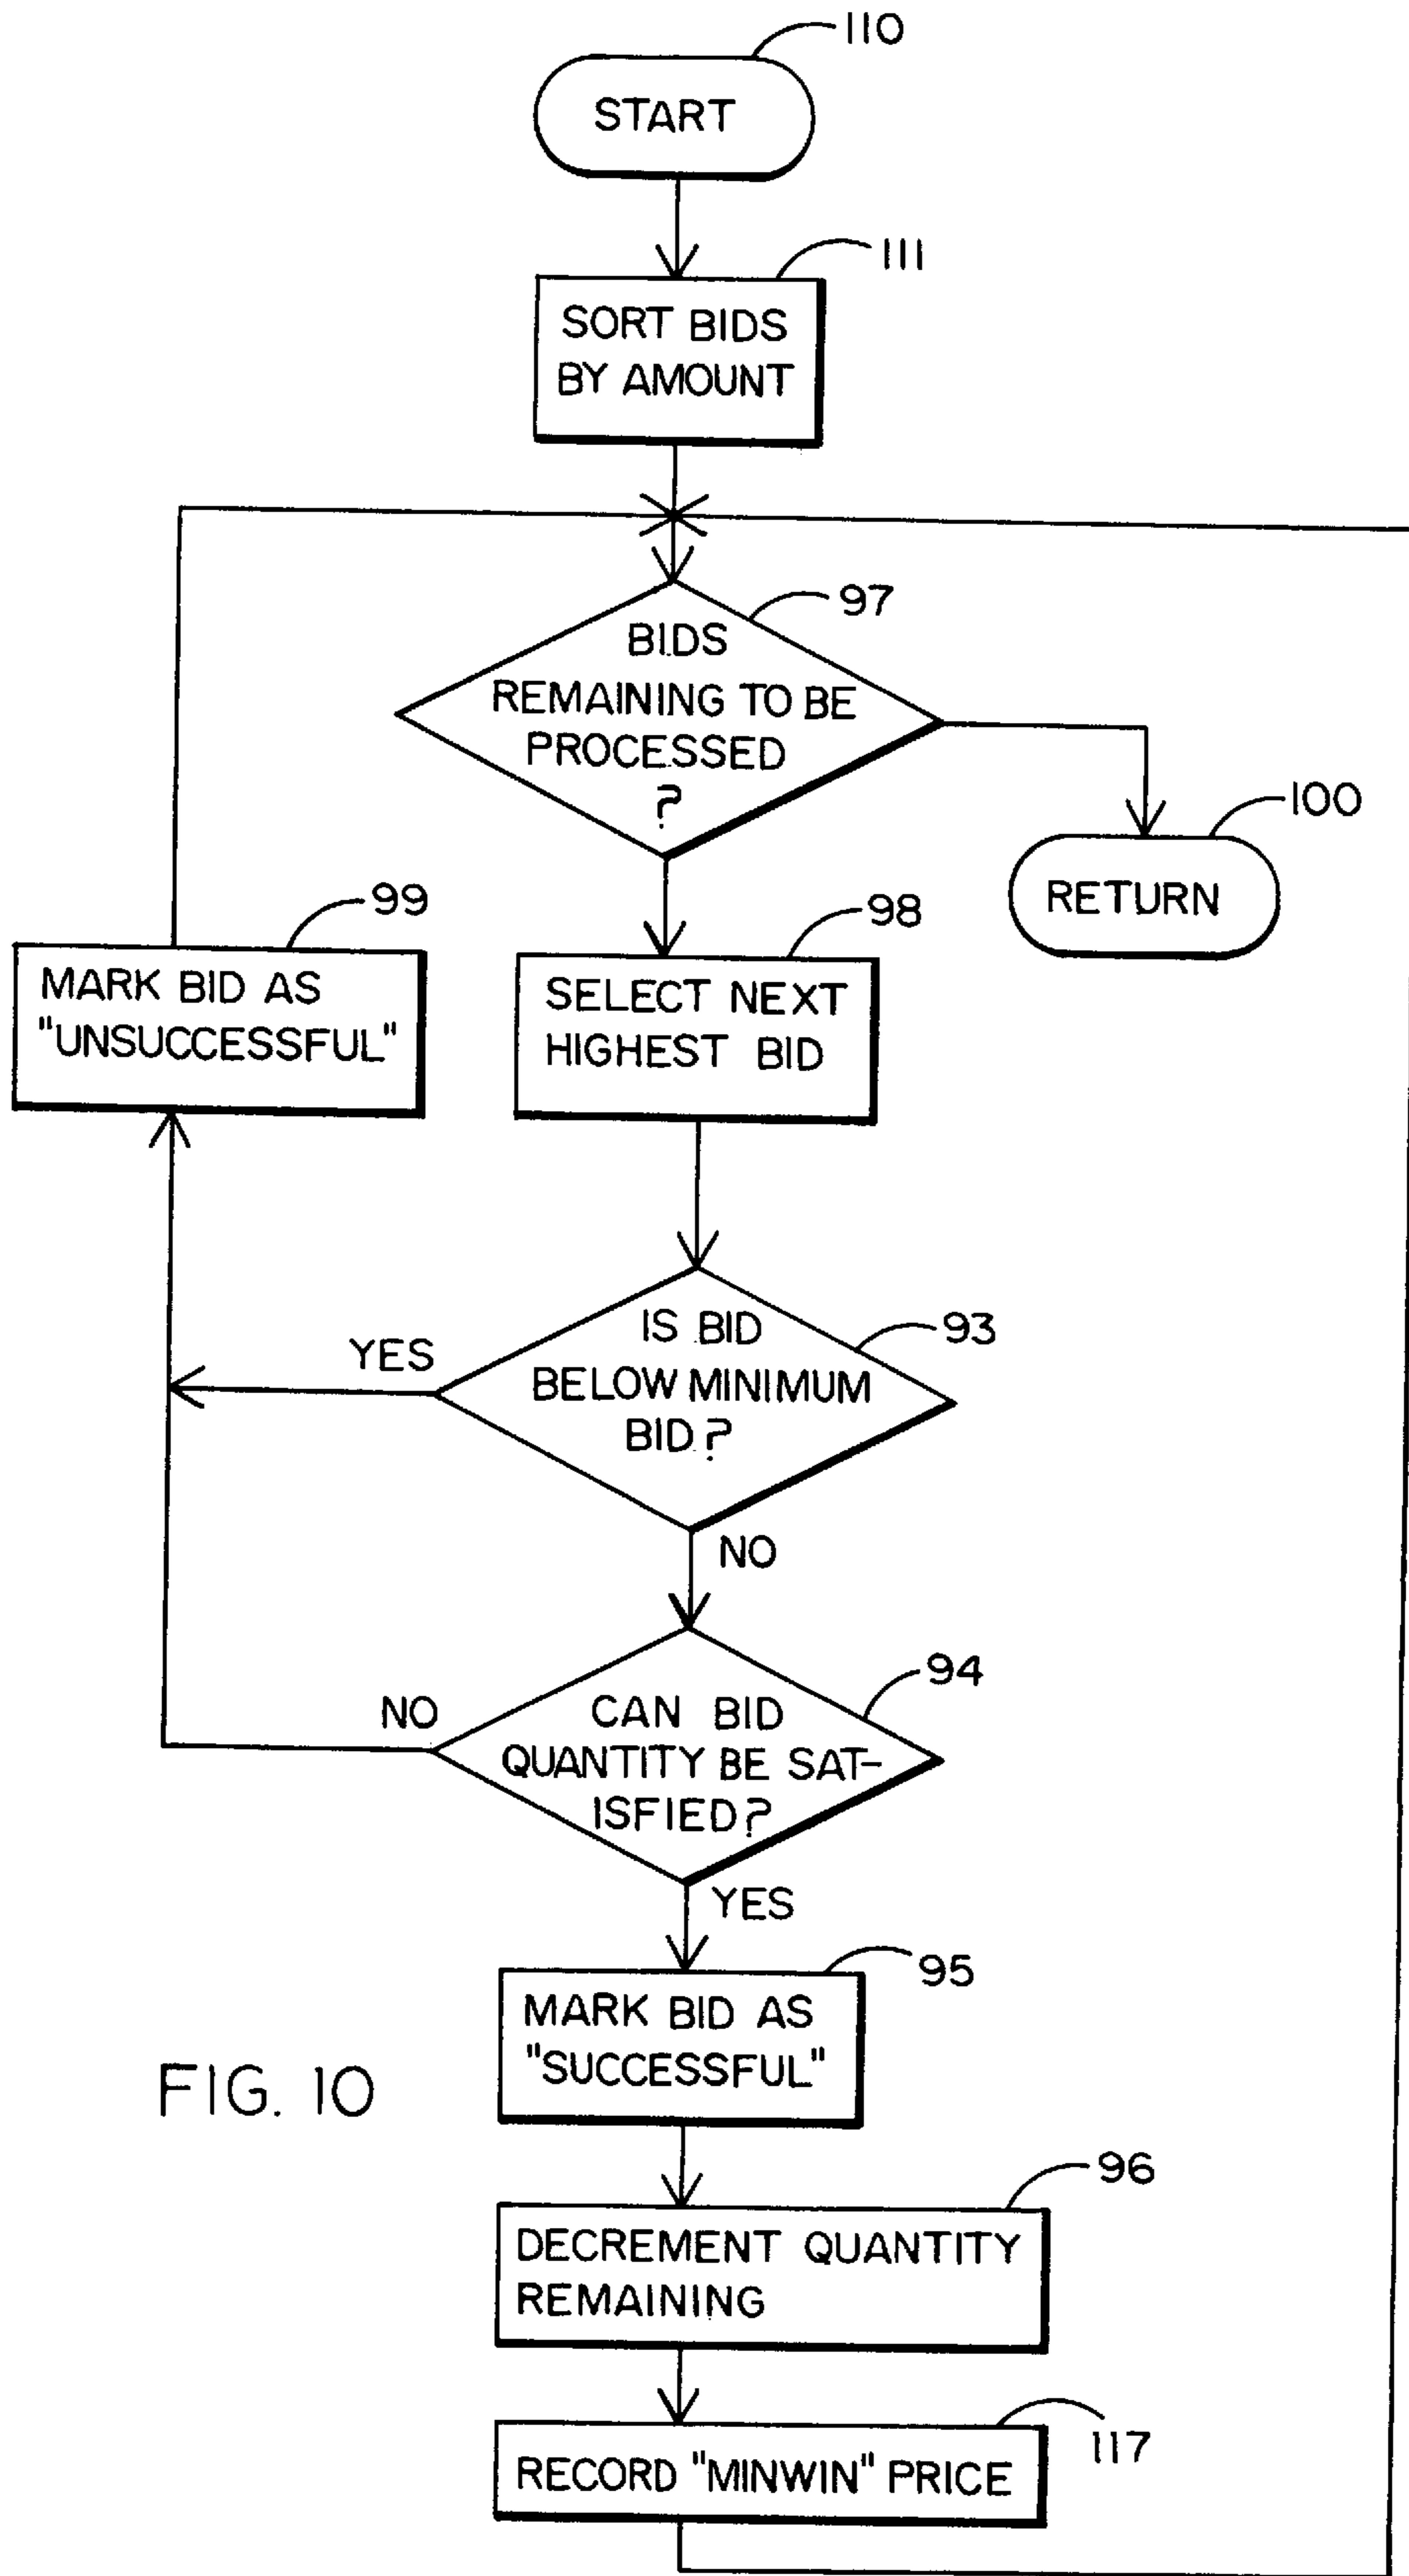 110
START
111
SORT BIDS
BY AMOUNT
97
BIDS
REMAINING TO BE
PROCESSED
?
100
RETURN
99
MARK BID AS
"UNSUCCESSFUL"
98
SELECT NEXT
HIGHEST BID
93
IS BID
BELOW MINIMUM
BID?
YES
NO
94
CAN BID
QUANTITY BE SAT-
ISFIED?
NO
YES
95
MARK BID AS
"SUCCESSFUL"
FIG. 10
96
DECREMENT QUANTITY
REMAINING
117
RECORD "MINWIN" PRICE